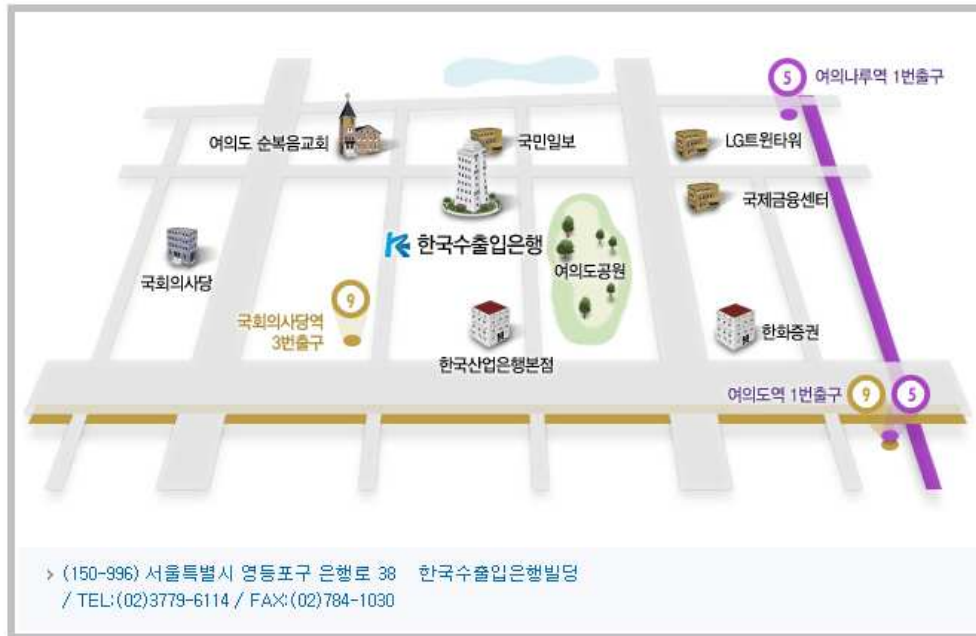 5 여의나루역 1번출구
여의도 순복음교회
국민일보
LG트윈타워
국제금융센터
한국수출입은행
국회의사당
여의도공원
9
국회의사당역
3번출구
한국산업은행본점
한화증권
여의도역 1번출구 9 5
> (150-996) 서울특별시 영등포구 은행로 38 한국수출입은행빌딩
/ TEL:(02)3779-6114 / FAX:(02)784-1030